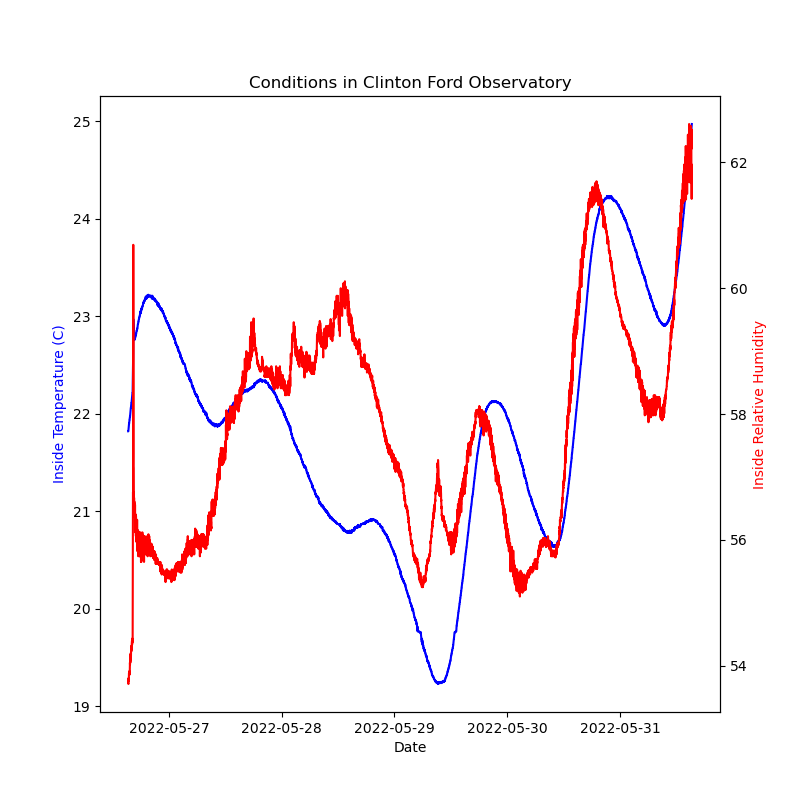 Conditions in Clinton Ford Observatory
25
24
23
22
21
20
19
Inside Temperature (C)
62
60
58
56
54
Inside Relative Humidity
2022-05-27 2022-05-28 2022-05-29 2022-05-30 2022-05-31
Date